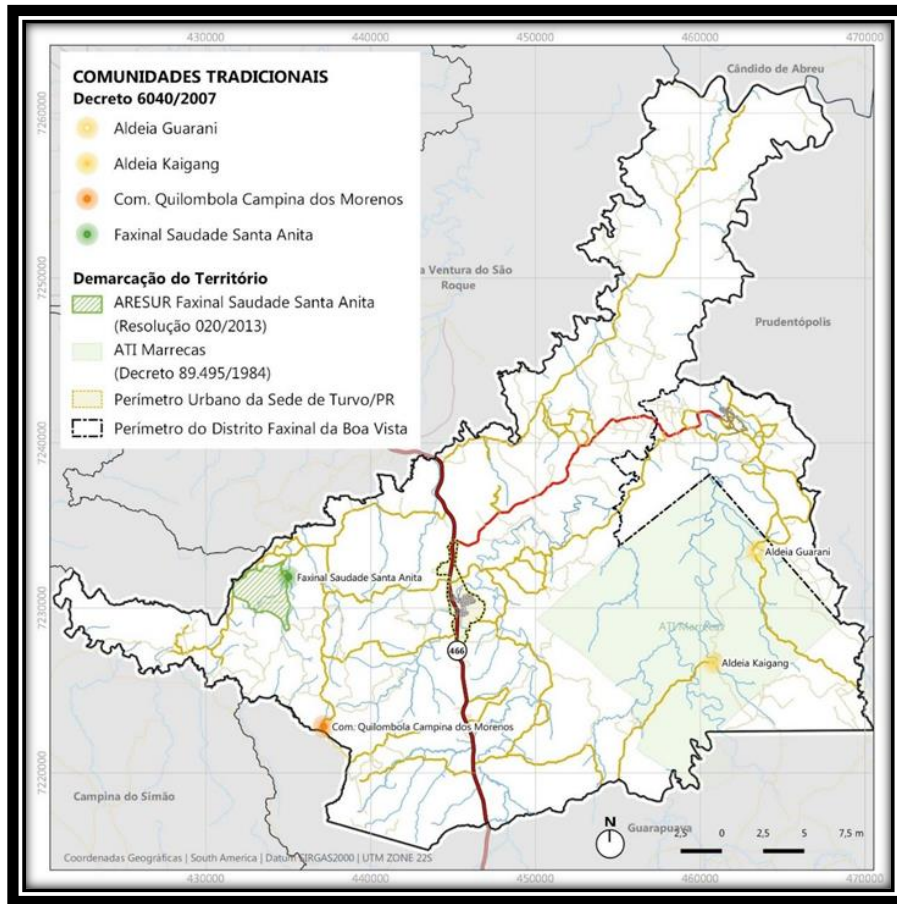 430000 440000 450000 460000 470000
COMUNIDADES TRADICIONAIS
Decreto 6040/2007
Aldeia Guarani
Aldeia Kaigang
Com. Quilombola Campina dos Morenos
Faxinal Saudade Santa Anita
Demarcação do Território
ARESUR Faxinal Saudade Santa Anita
(Resolução 020/2013)
ATI Marrecas
(Decreto 89.495/1984)
Perímetro Urbano da Sede de Turvo/PR
Perímetro do Distrito Faxinal da Boa Vista
Cândido de Abreu
7260000
7260000
7250000
7250000
a Ventura do São
Roque
Prudentópolis
7240000
7240000
Aldeia Guarani
Faxinal Saudade Santa Anita
7230000
7230000
ATI Marrecas
466
Aldeia Kaigang
Com. Quilombola Campina dos Morenos
7220000
7220000
Campina do Simão
N
Guarapuava
2,5 0 2,5 5 7,5 m
Coordenadas Geográficas | South America | Datum SIRGAS2000 | UTM ZONE 22S
430000 440000 450000 460000 470000